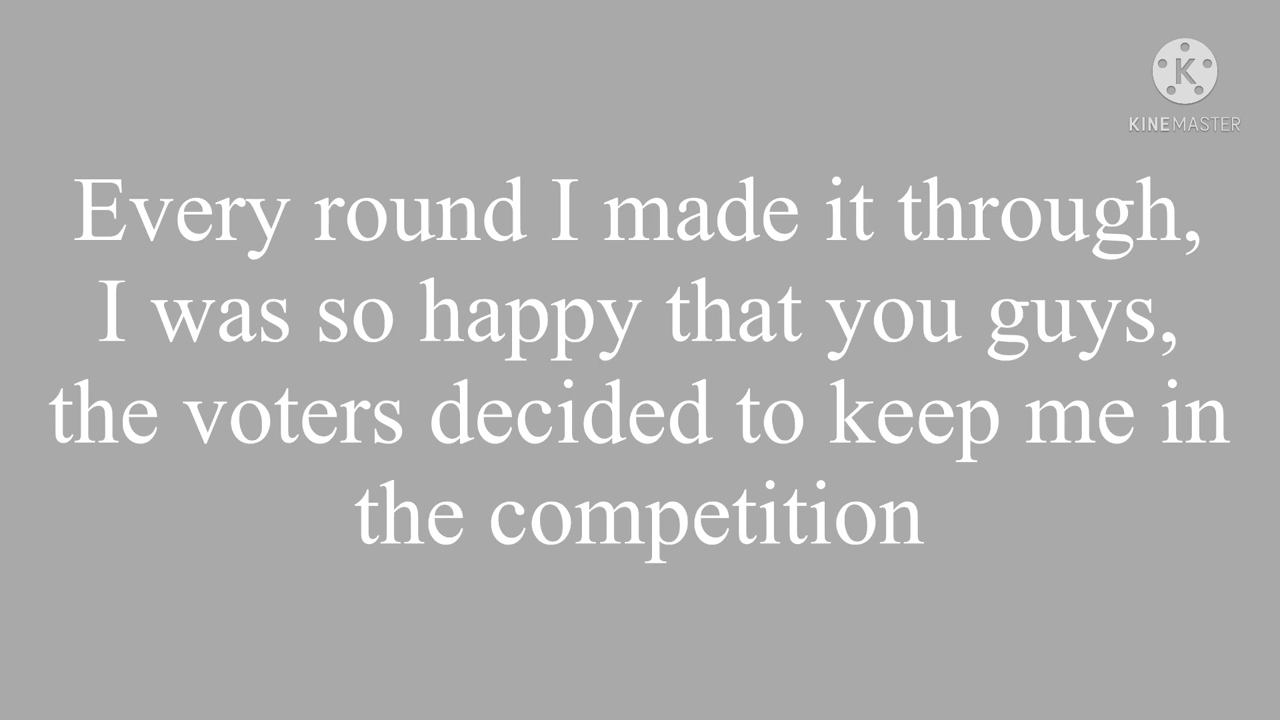 K
KINEMASTER
Every round I made it through,
I was so happy that you guys,
the voters decided to keep me in
the competition